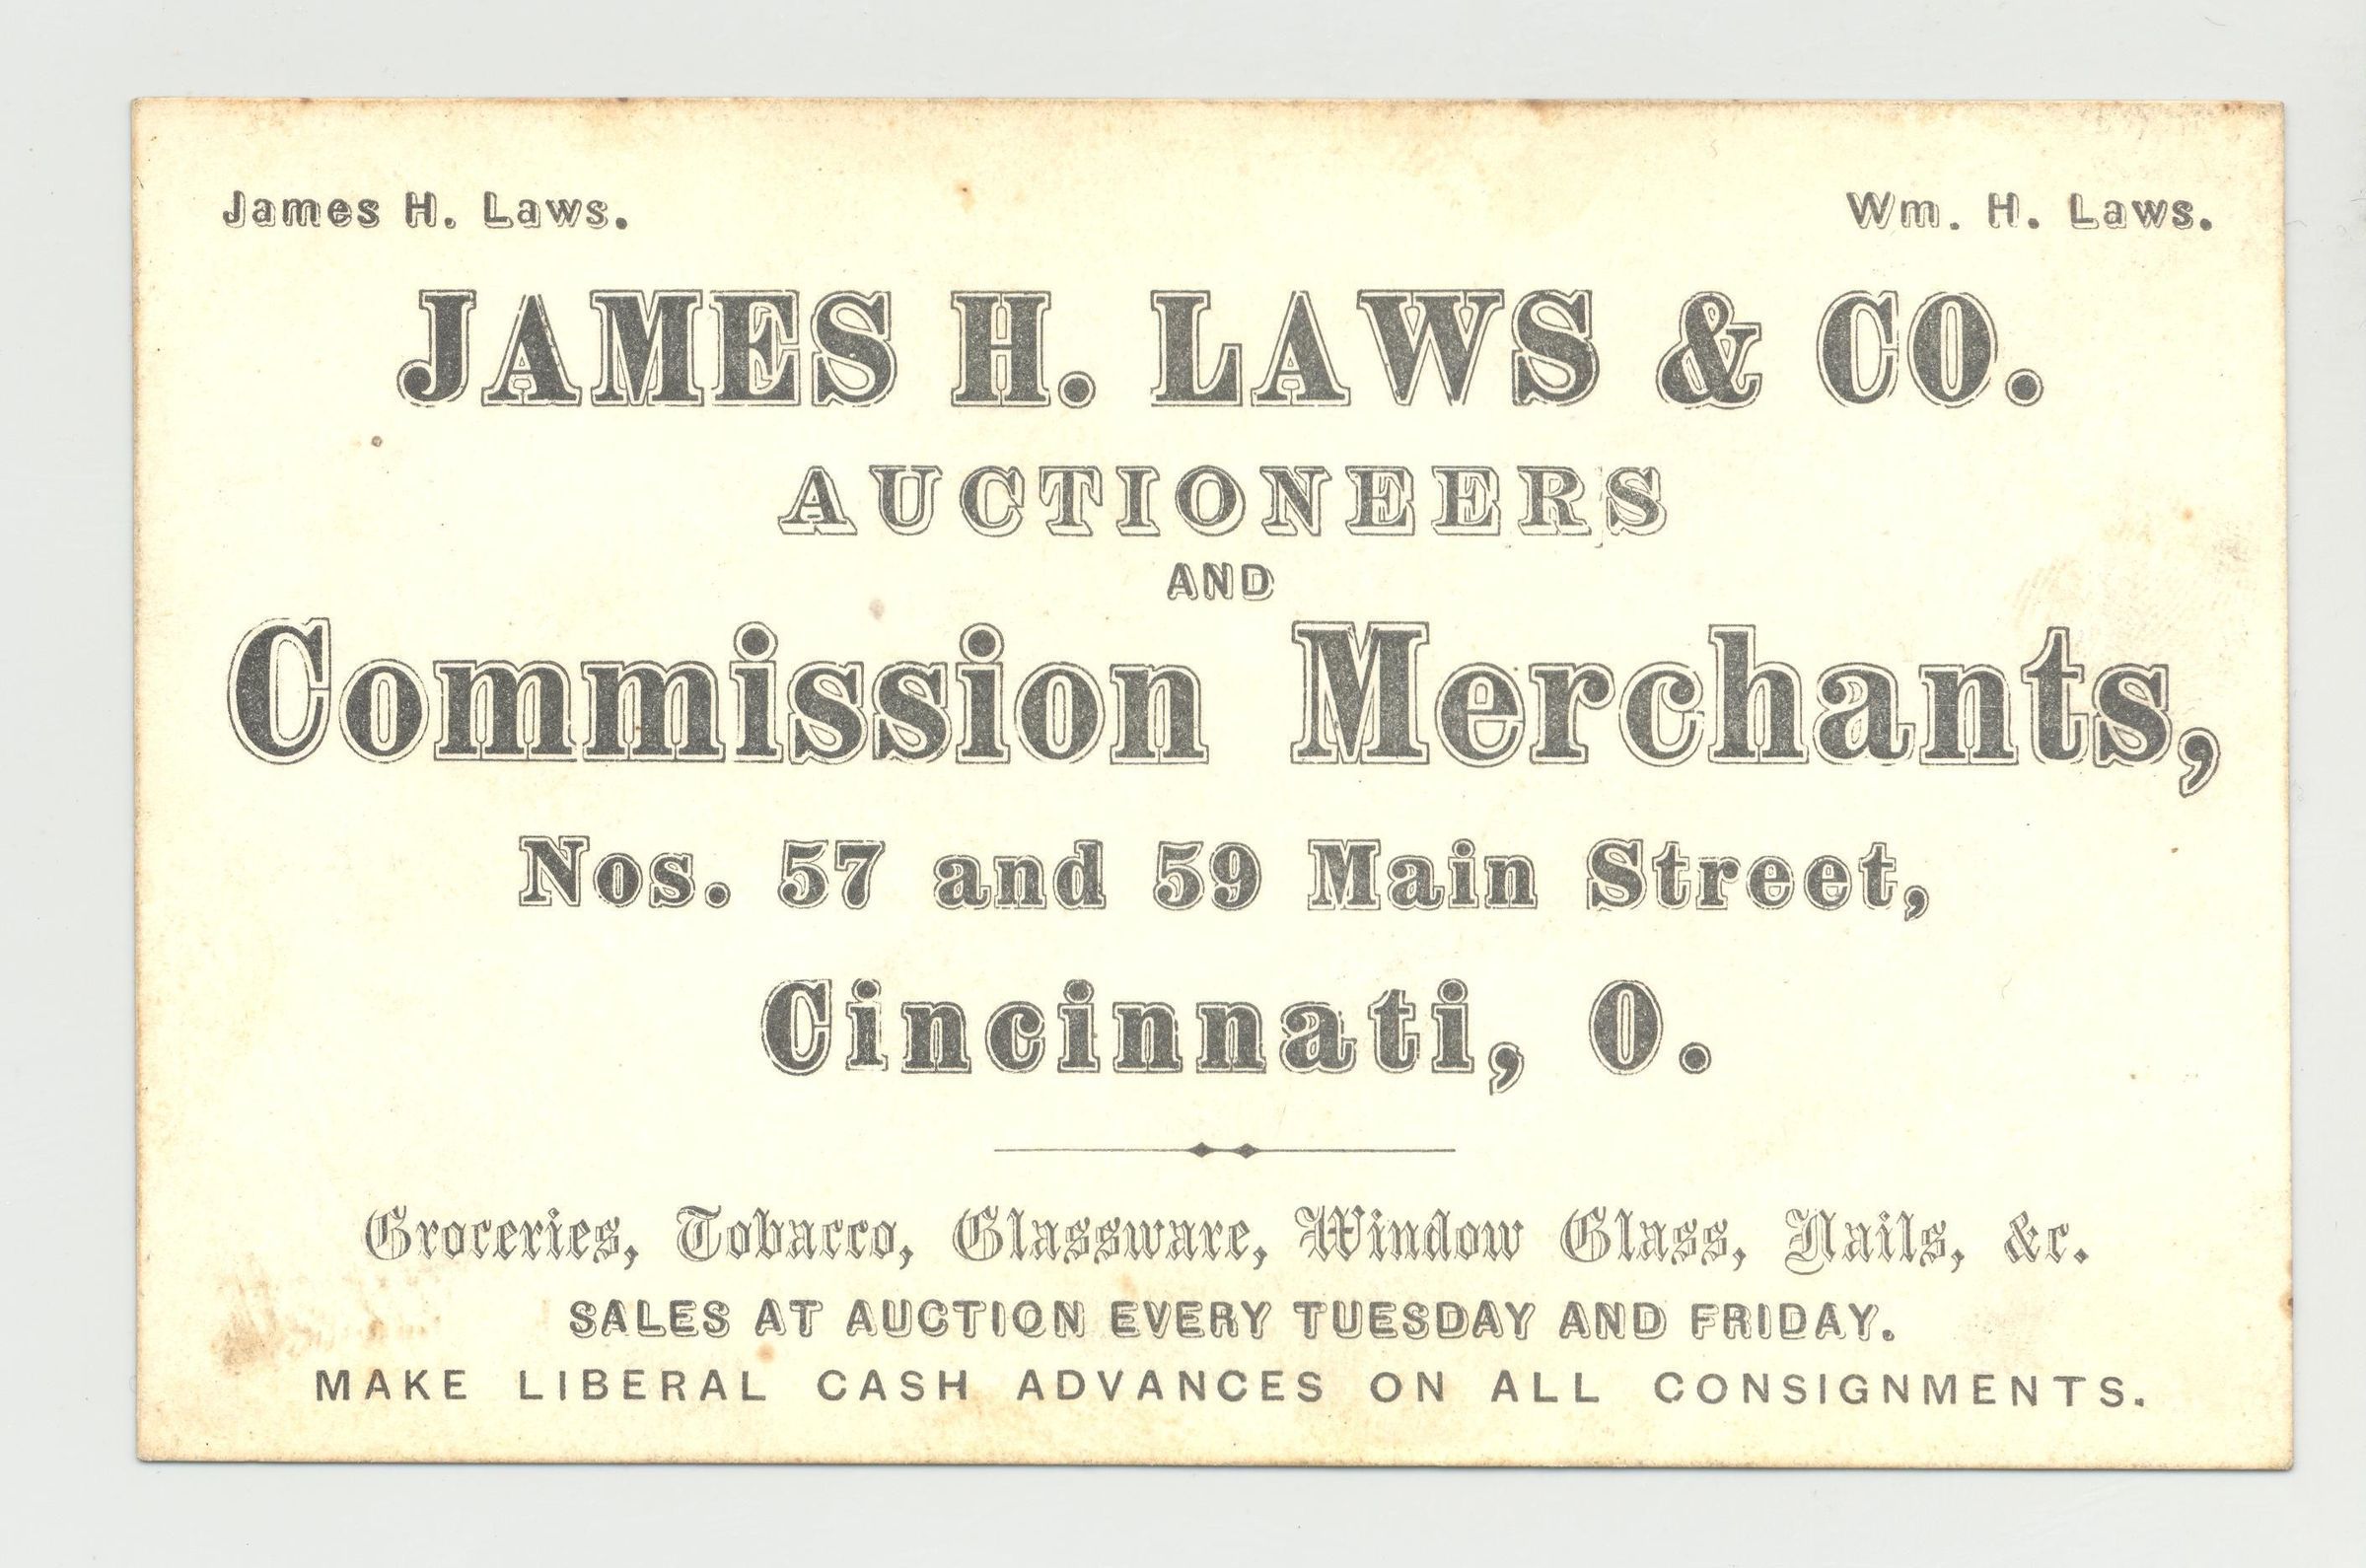 James H. Laws. Wm. H. Laws.
JAMES H. LAWS & CO.
AUCTIONEERS
AND
Commission Merchants,
Nos. 57 and 59 Main Street,
Cincinnati, O.
Groceries, Tobacco, Glassware, Window Glass, Nails, &c.
SALES AT AUCTION EVERY TUESDAY AND FRIDAY.
MAKE LIBERAL CASH ADVANCES ON ALL CONSIGNMENTS.